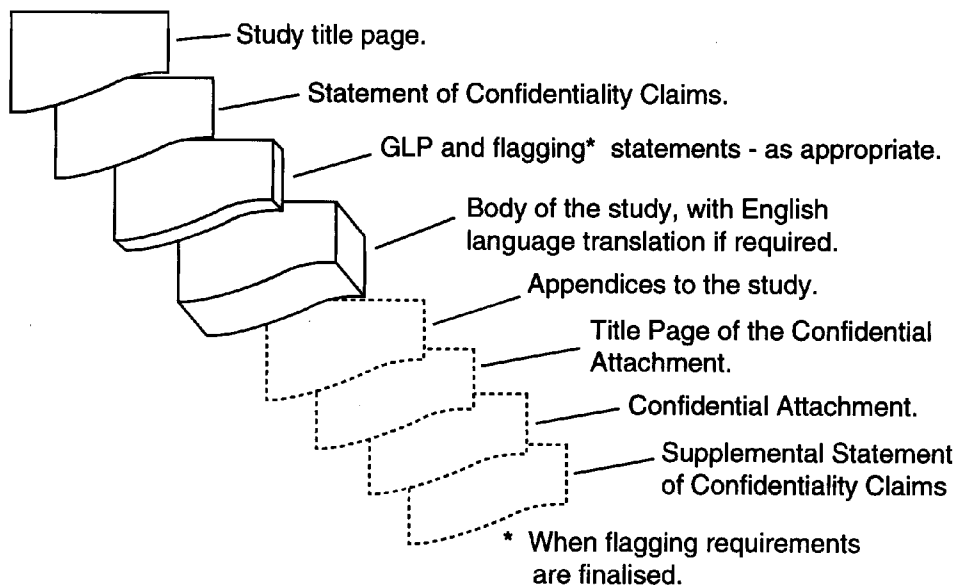 Study title page.
Statement of Confidentiality Claims.
GLP and flagging* statements - as appropriate.
Body of the study, with English
language translation if required.
Appendices to the study.
Title Page of the Confidential
Attachment.
Confidential Attachment.
Supplemental Statement
of Confidentiality Claims
* When flagging requirements
are finalised.